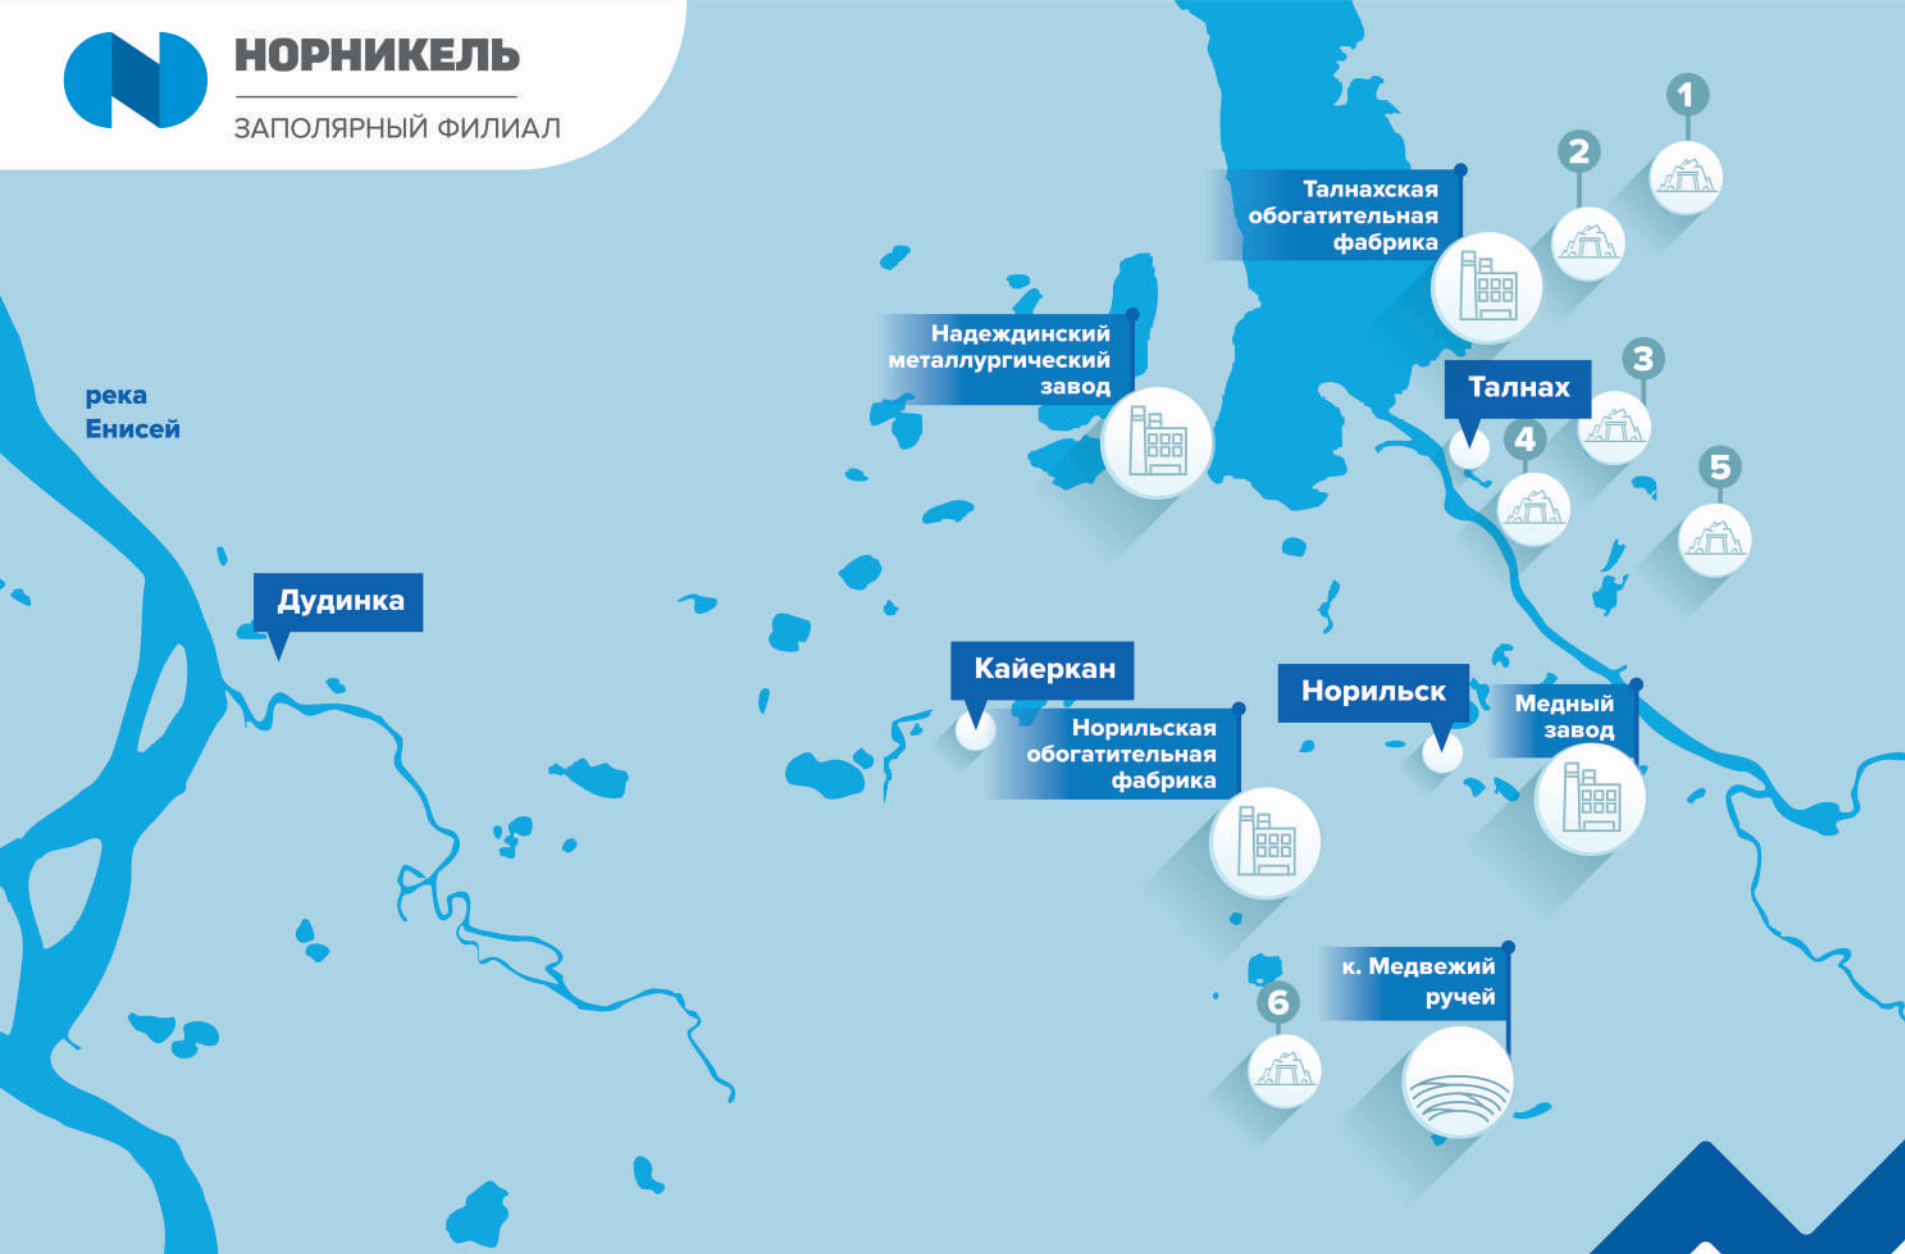 НОРНИКЕЛЬ
ЗАПОЛЯРНЫЙ ФИЛИАЛ
1
2
Талнахская
обогатительная
фабрика
Надеждинский
металлургический
завод
3
Талнах
река
Енисей
4
5
Дудинка
Кайеркан
Норильск
Медный
завод
Норильская
обогатительная
фабрика
к. Медвежий
ручей
6